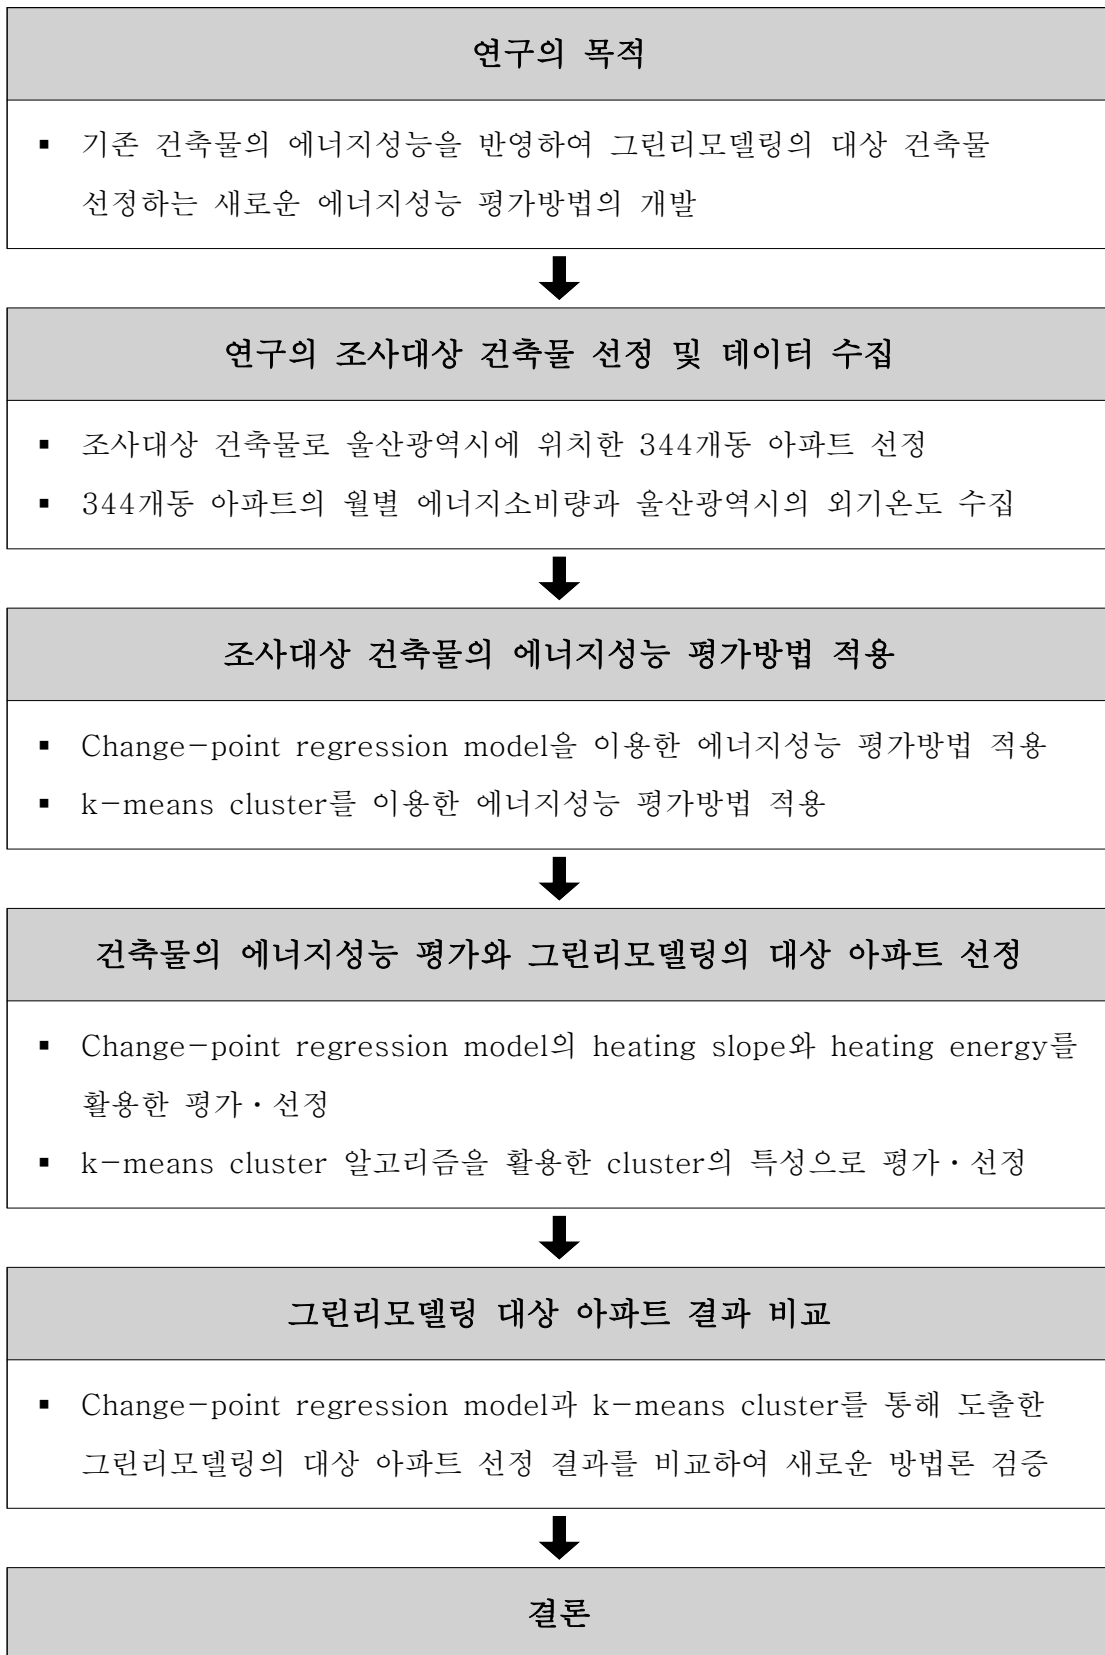 연구의 목적
▪ 기존 건축물의 에너지성능을 반영하여 그린리모델링의 대상 건축물
선정하는 새로운 에너지성능 평가방법의 개발
연구의 조사대상 건축물 선정 및 데이터 수집
▪ 조사대상 건축물로 울산광역시에 위치한 344개동 아파트 선정
▪ 344개동 아파트의 월별 에너지소비량과 울산광역시의 외기온도 수집
조사대상 건축물의 에너지성능 평가방법 적용
▪ Change-point regression model을 이용한 에너지성능 평가방법 적용
▪ k-means cluster를 이용한 에너지성능 평가방법 적용
건축물의 에너지성능 평가와 그린리모델링의 대상 아파트 선정
▪ Change-point regression model의 heating slope와 heating energy를
활용한 평가·선정
▪ k-means cluster 알고리즘을 활용한 cluster의 특성으로 평가·선정
그린리모델링 대상 아파트 결과 비교
▪ Change-point regression model과 k-means cluster를 통해 도출한
그린리모델링의 대상 아파트 선정 결과를 비교하여 새로운 방법론 검증
결론